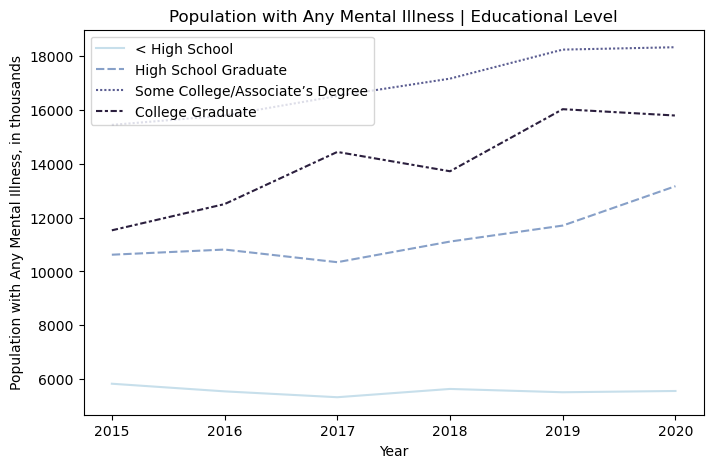 Population with Any Mental Illness | Educational Level
Population with Any Mental Illness, in thousands
18000
16000
14000
12000
10000
8000
6000
< High School
High School Graduate
Some College/Associate’s Degree
College Graduate
2015 2016 2017 2018 2019 2020
Year